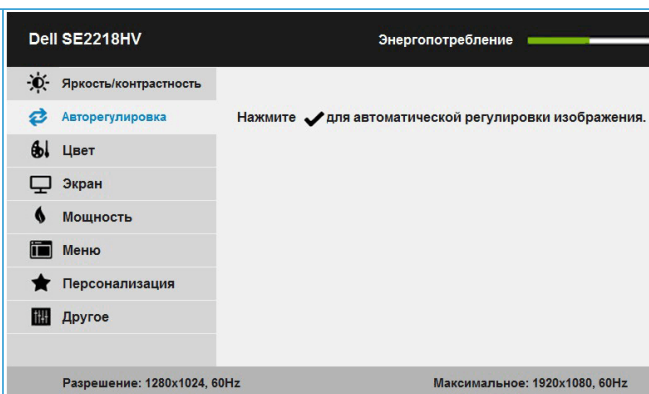 Dell SE2218HV Энергопотребление
Яркость/контрастность
Авторегулировка Нажмите ✔ для автоматической регулировки изображения.
Цвет
Экран
Мощность
Меню
Персонализация
Другое
Разрешение: 1280x1024, 60Hz Максимальное: 1920x1080, 60Hz